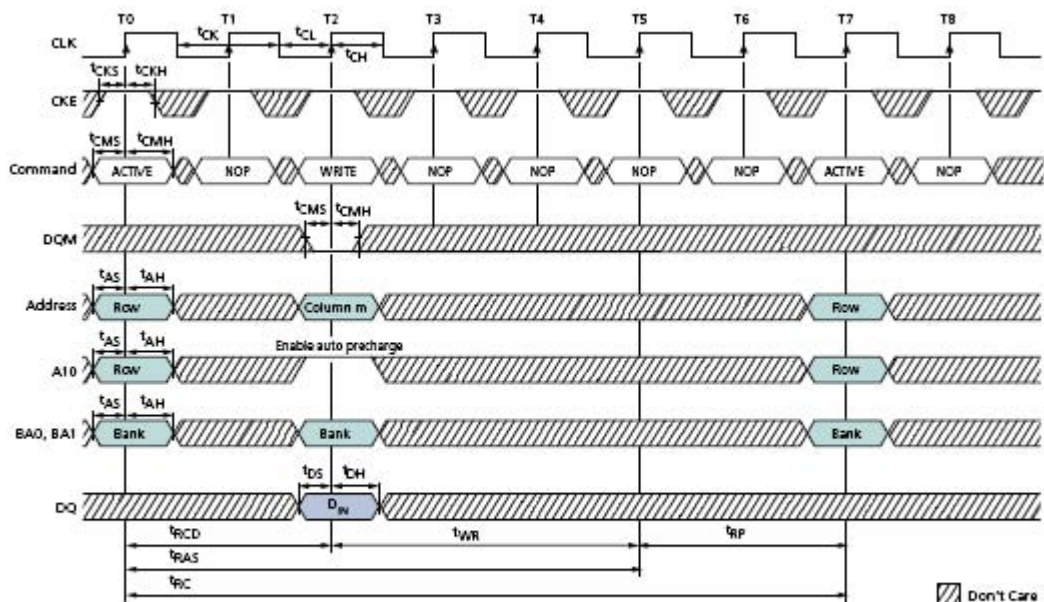 T0 T1 T2 T3 T4 T5 T6 T7 T8
tCK tCL
CLK
tCH
tCKS tCKH
CKE
tCMS tCMH
Command ACTIVE NOP WRITE NOP NOP NOP NOP ACTIVE NOP
tCMS tCMH
DQM
tAS tAH
Address Row Column m Row
tAS tAH Enable auto precharge
A10 Row Row
tAS tAH
BA0, BA1 Bank Bank Bank
tDS tDH
DQ DIN
tRCD tWR tRP
tRAS
tRC
Don't Care